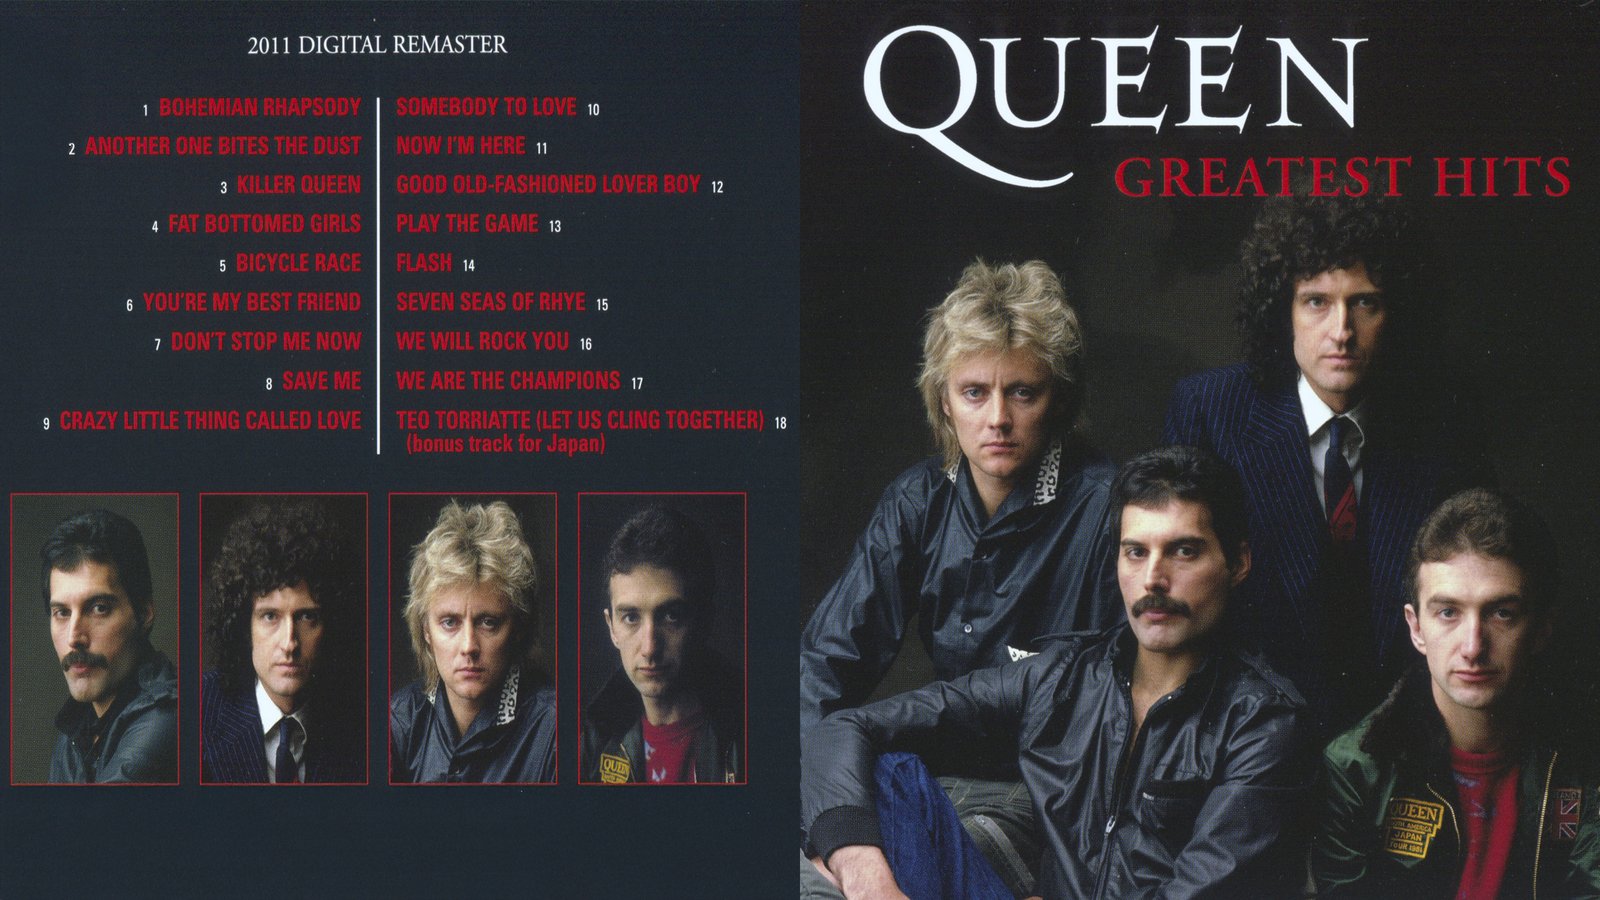 2011 DIGITAL REMASTER
1 BOHEMIAN RHAPSODY
2 ANOTHER ONE BITES THE DUST
3 KILLER QUEEN
4 FAT BOTTOMED GIRLS
5 BICYCLE RACE
6 YOU'RE MY BEST FRIEND
7 DON'T STOP ME NOW
8 SAVE ME
9 CRAZY LITTLE THING CALLED LOVE
SOMEBODY TO LOVE 10
NOW I'M HERE 11
GOOD OLD-FASHIONED LOVER BOY 12
PLAY THE GAME 13
FLASH 14
SEVEN SEAS OF RHYE 15
WE WILL ROCK YOU 16
WE ARE THE CHAMPIONS 17
TEO TORRIATTE (LET US CLING TOGETHER) 18
(bonus track for Japan)
QUEEN
QUEEN
GREATEST HITS
QUEEN
AMERICA
JAPAN
TOUR 1981